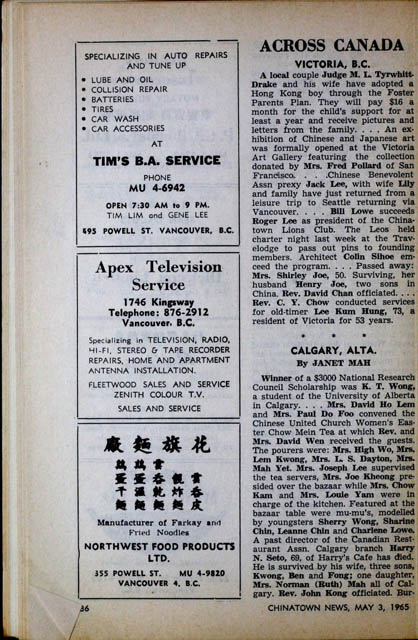 SPECIALIZING IN AUTO REPAIRS
AND TUNE UP
• LUBE AND OIL
• COLLISION REPAIR
• BATTERIES
• TIRES
• CAR WASH
• CAR ACCESSORIES
AT
TIM'S B.A. SERVICE
PHONE
MU 4-6942
OPEN 7:30 AM to 9 PM.
TIM LIM and GENE LEE
595 POWELL ST. VANCOUVER, B.C.
Apex Television
Service
1746 Kingsway
Telephone: 876-2912
Vancouver. B.C.
Specializing in TELEVISION, RADIO,
HI-FI, STEREO & TAPE RECORDER
REPAIRS, HOME AND APARTMENT
ANTENNA INSTALLATION.
FLEETWOOD SALES AND SERVICE
ZENITH COLOUR T.V.
SALES AND SERVICE
花旗麵廠
雲吞皮
Manufacturer of Farkay and
Fried Noodles
NORTHWEST FOOD PRODUCTS
LTD.
355 POWELL ST. MU 4-9820
VANCOUVER 4, B.C.
ACROSS CANADA
VICTORIA, B.C.
A local couple Judge M. L. Tyrwhitt-
Drake and his wife have adopted a
Hong Kong boy through the Foster
Parents Plan. They will pay $16 a
month for the child's support for at
least a year and receive pictures and
letters from the family. . . . An ex-
hibition of Chinese and Japanese art
was formally opened at the Victoria
Art Gallery featuring the collection
donated by Mrs. Fred Pollard of San
Francisco. . . .Chinese Benevolent
Assn prexy Jack Lee, with wife Lily
and family have just returned from a
leisure trip to Seattle returning via
Vancouver. . . . Bill Lowe succeeds
Roger Lee as president of the China-
town Lions Club. The Leos held
charter night last week at the Trav-
elodge to pass out pins to founding
members. Architect Colin Sihoe em-
ceed the program. . . . Passed away:
Mrs. Shirley Joe, 50. Surviving, her
husband Henry Joe, two sons in
China. Rev. David Chan officiated. . . .
Rev. C. Y. Chow conducted services
for old-timer Lee Kum Hung, 73, a
resident of Victoria for 53 years.
* * *
CALGARY, ALTA.
By JANET MAH
Winner of a $3000 National Research
Council Scholarship was K. T. Wong,
a student of the University of Alberta
in Calgary. . . . Mrs. David Ho Lem
and Mrs. Paul Do Foo convened the
Chinese United Church Women's Eas-
ter Chow Mein Tea at which Rev. and
Mrs. David Wen received the guests.
The pourers were: Mrs. High Wo, Mrs.
Lem Kwong, Mrs. L. S. Dayton, Mrs.
Mah Yet. Mrs. Joseph Lee supervised
the tea servers, Mrs. Joe Kheong pre-
sided over the bazaar while Mrs. Chow
Kam and Mrs. Louie Yam were in
charge of the kitchen. Featured at the
bazaar table were mu-mu's, modelled
by youngsters Sherry Wong, Sharlene
Chin, Leanne Chin and Charlene Lowe.
A past director of the Canadian Rest-
aurant Assn. Calgary branch Harry
N. Seto, 69, of Harry's Cafe has died.
He is survived by his wife, three sons,
Kwong, Ben and Fong; one daughter,
Mrs. Norman (Ruth) Mah all of Cal-
gary. Rev. John Kong officiated. Bur-
36
CHINATOWN NEWS, MAY 3, 1965